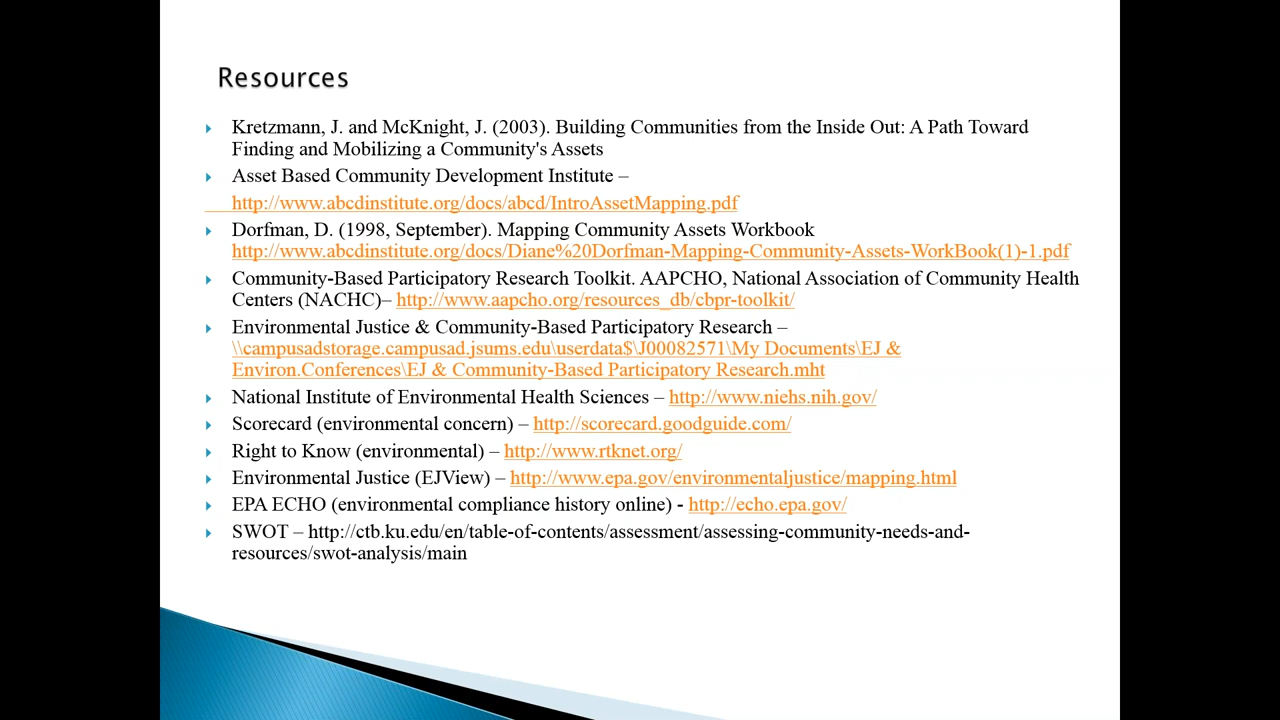 Resources
Kretzmann, J. and McKnight, J. (2003). Building Communities from the Inside Out: A Path Toward
Finding and Mobilizing a Community's Assets
Asset Based Community Development Institute –
http://www.abcdinstitute.org/docs/abcd/IntroAssetMapping.pdf
Dorfman, D. (1998, September). Mapping Community Assets Workbook
http://www.abcdinstitute.org/docs/Diane%20Dorfman-Mapping-Community-Assets-WorkBook(1)-1.pdf
Community-Based Participatory Research Toolkit. AAPCHO, National Association of Community Health
Centers (NACHC)– http://www.aapcho.org/resources_db/cbpr-toolkit/
Environmental Justice & Community-Based Participatory Research –
\\campusadstorage.campusad.jsums.edu\userdata$\J00082571\My Documents\EJ &
Environ.Conferences\EJ & Community-Based Participatory Research.mht
National Institute of Environmental Health Sciences – http://www.niehs.nih.gov/
Scorecard (environmental concern) – http://scorecard.goodguide.com/
Right to Know (environmental) – http://www.rtknet.org/
Environmental Justice (EJView) – http://www.epa.gov/environmentaljustice/mapping.html
EPA ECHO (environmental compliance history online) - http://echo.epa.gov/
SWOT – http://ctb.ku.edu/en/table-of-contents/assessment/assessing-community-needs-and-
resources/swot-analysis/main